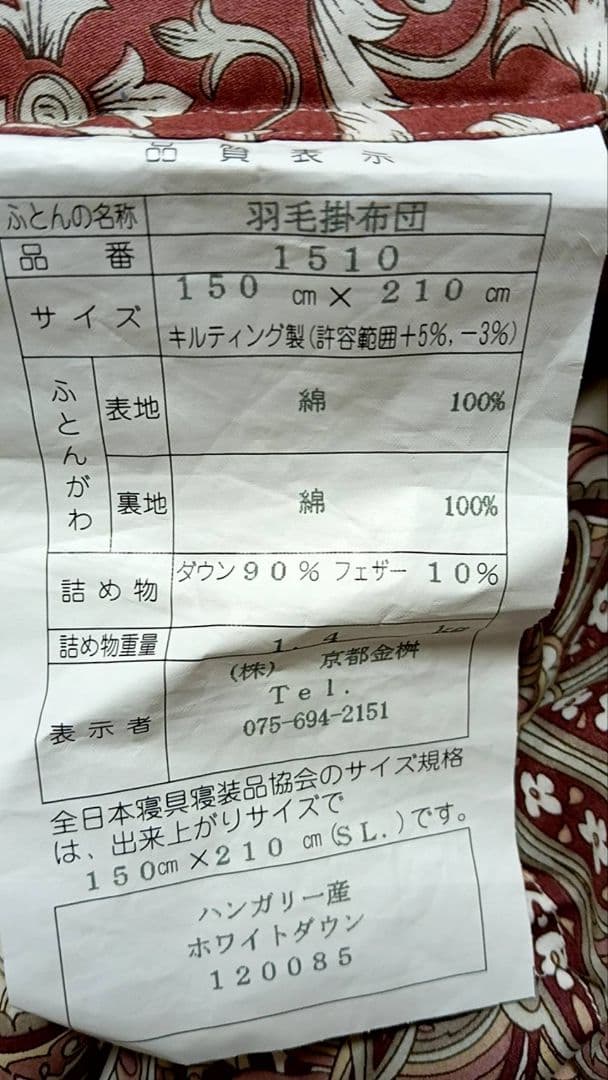 品質表示
ふとんの名称 羽毛掛布団
品番 1510
サイズ 150 cm × 210 cm
キルティング製(許容範囲+5%,-3%)
ふとんがわ 表地 綿 100%
裏地 綿 100%
詰め物 ダウン90% フェザー 10%
詰め物重量 1.4 kg
表示者 (株) 京都金桝
Tel.
075-694-2151
全日本寝具寝装品協会のサイズ規格
は、出来上がりサイズで
150cm×210 cm(SL.)です。
ハンガリー産
ホワイトダウン
120085